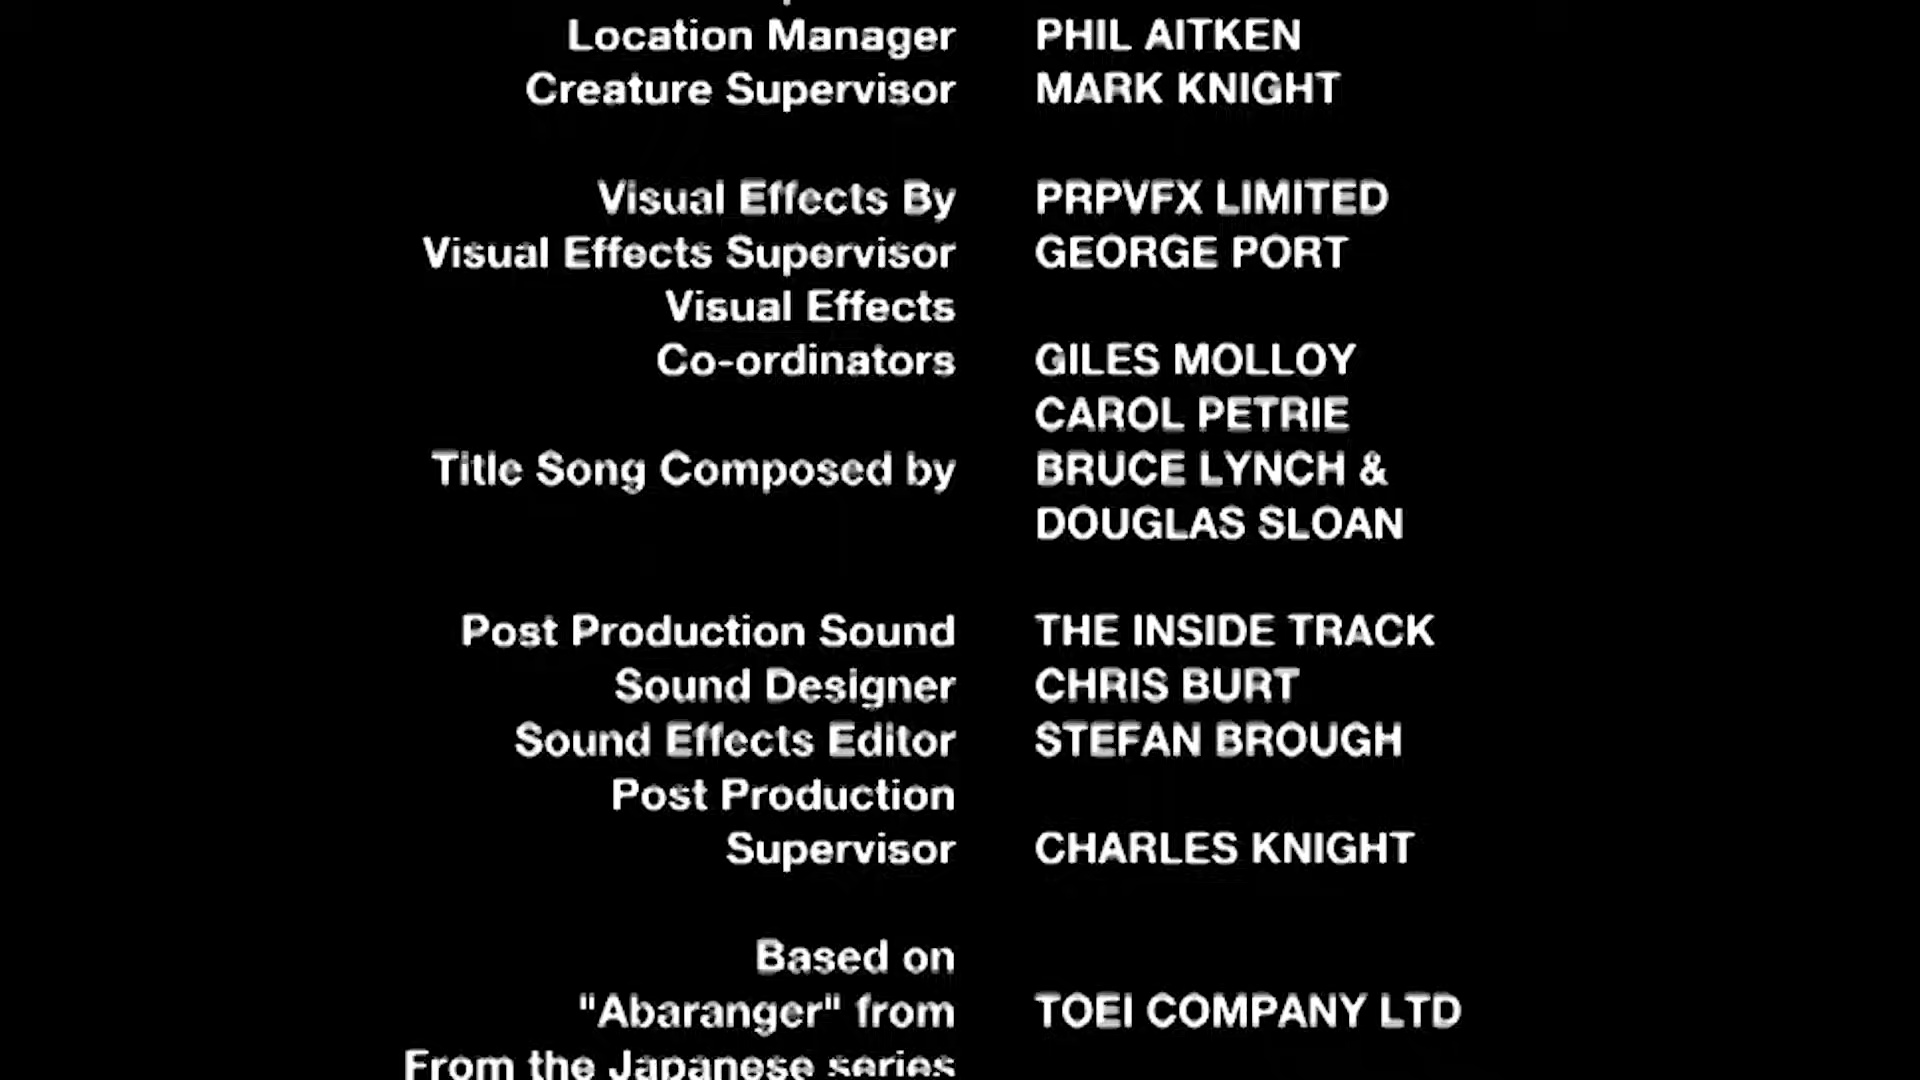 Location Manager PHIL AITKEN
Creature Supervisor MARK KNIGHT
Visual Effects By PRPVFX LIMITED
Visual Effects Supervisor GEORGE PORT
Visual Effects
Co-ordinators GILES MOLLOY
CAROL PETRIE
Title Song Composed by BRUCE LYNCH &
DOUGLAS SLOAN
Post Production Sound THE INSIDE TRACK
Sound Designer CHRIS BURT
Sound Effects Editor STEFAN BROUGH
Post Production
Supervisor CHARLES KNIGHT
Based on
"Abaranger" from TOEI COMPANY LTD
From the Japanese series